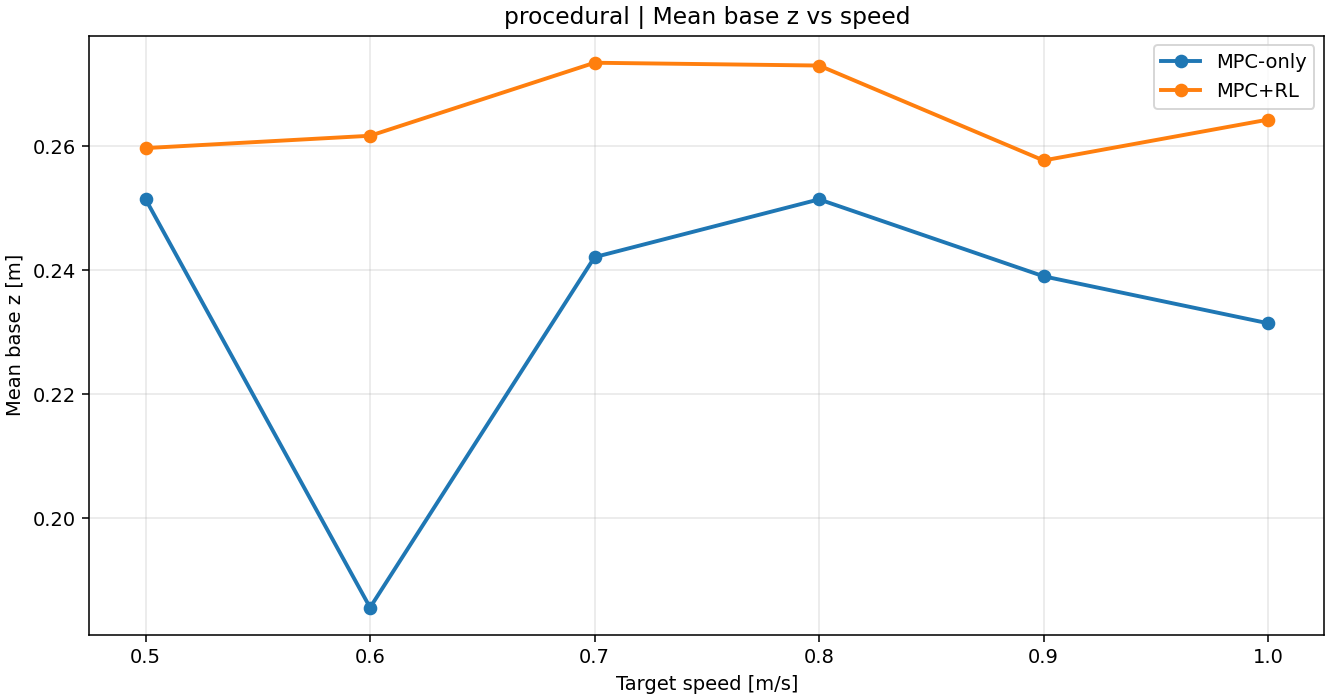 procedural | Mean base z vs speed
MPC-only
MPC+RL
Mean base z [m]
0.26
0.24
0.22
0.20
0.5 0.6 0.7 0.8 0.9 1.0
Target speed [m/s]